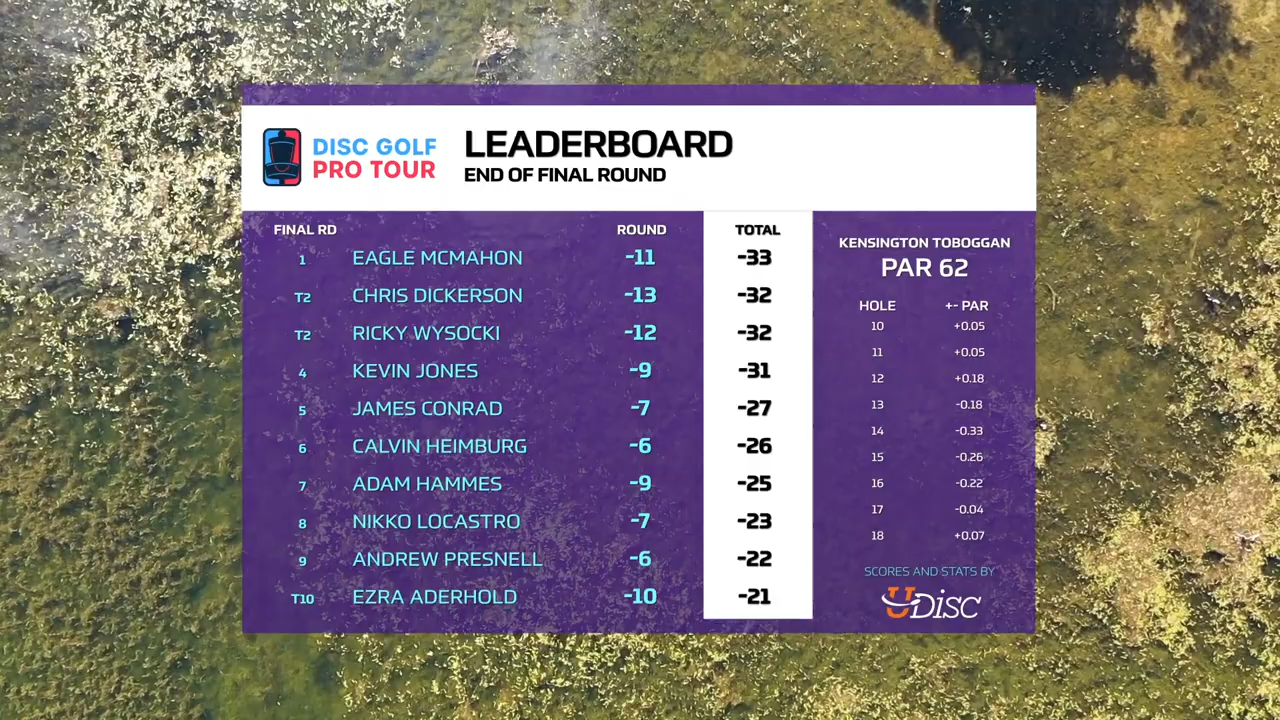 DISC GOLF
PRO TOUR
LEADERBOARD
END OF FINAL ROUND
FINAL RD ROUND TOTAL
1 EAGLE MCMAHON -11 -33
T2 CHRIS DICKERSON -13 -32
T2 RICKY WYSOCKI -12 -32
4 KEVIN JONES -9 -31
5 JAMES CONRAD -7 -27
6 CALVIN HEIMBURG -6 -26
7 ADAM HAMMES -9 -25
8 NIKKO LOCASTRO -7 -23
9 ANDREW PRESNELL -6 -22
T10 EZRA ADERHOLD -10 -21
KENSINGTON TOBOGGAN
PAR 62
HOLE +- PAR
10 +0.05
11 +0.05
12 +0.18
13 -0.18
14 -0.33
15 -0.26
16 -0.22
17 -0.04
18 +0.07
SCORES AND STATS BY
UDisc